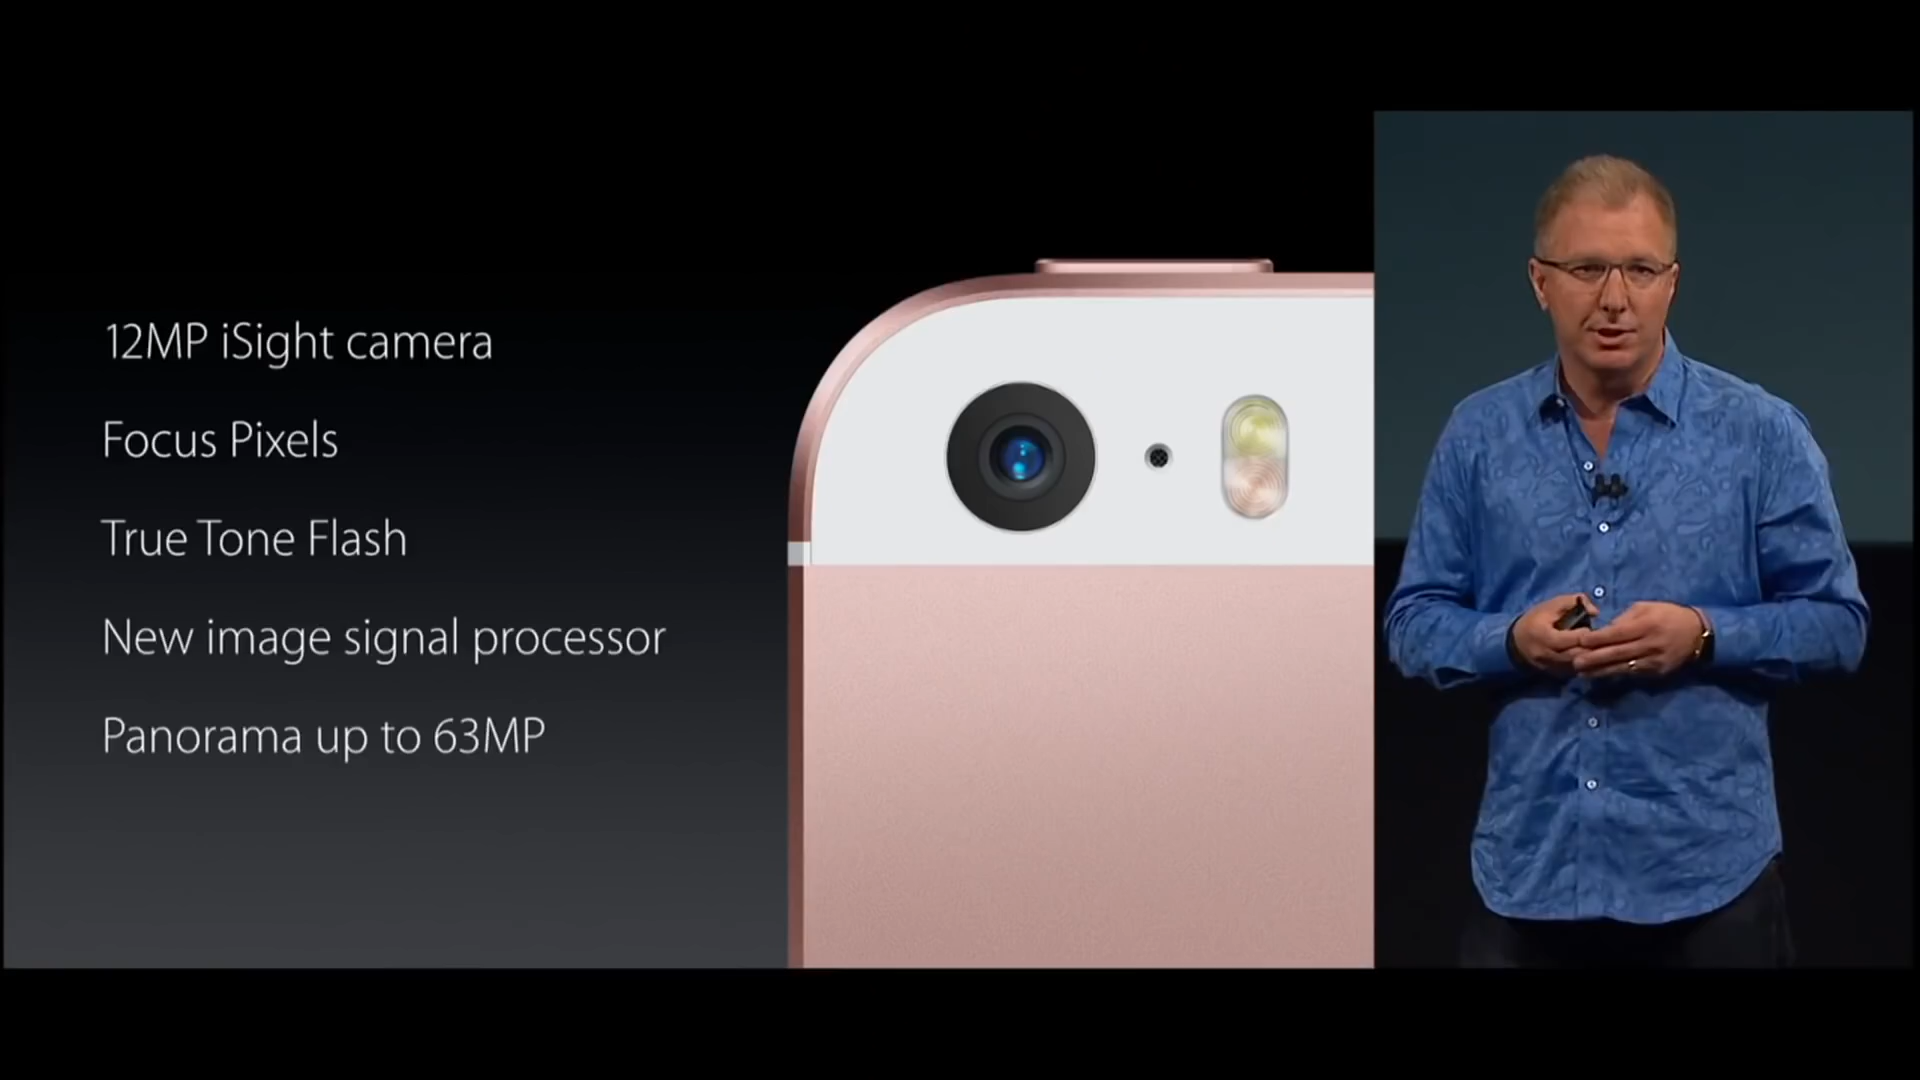 12MP iSight camera
Focus Pixels
True Tone Flash
New image signal processor
Panorama up to 63MP